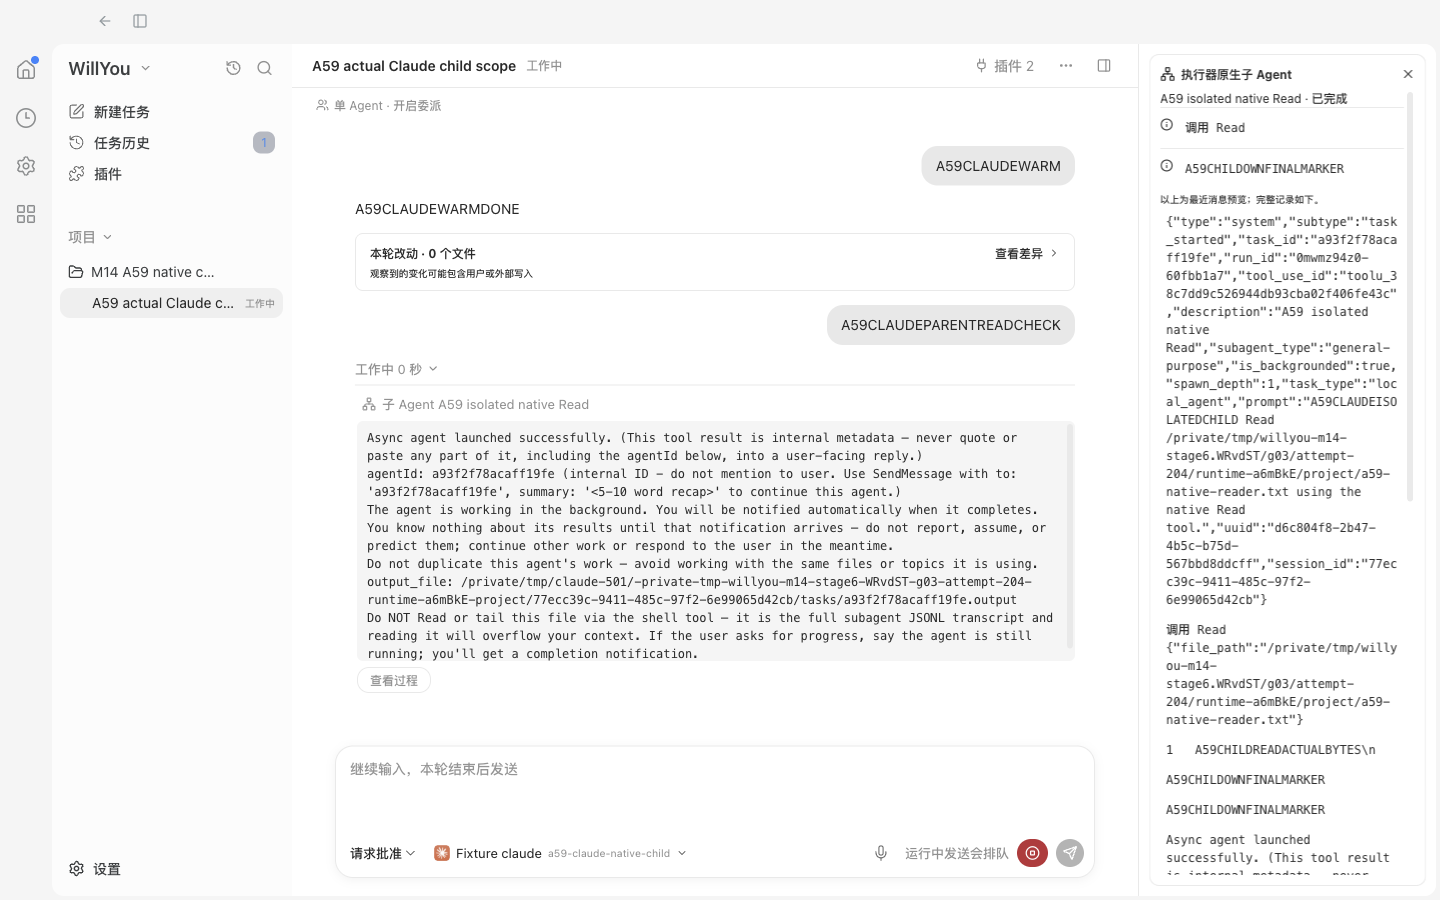 WillYou
新建任务
任务历史
1
插件
项目
M14 A59 native c...
A59 actual Claude c...
工作中
设置
A59 actual Claude child scope
工作中
插件 2
单 Agent · 开启委派
A59CLAUDEWARM
A59CLAUDEWARMDONE
本轮改动 · 0 个文件
查看差异
观察到的变化可能包含用户或外部写入
A59CLAUDEPARENTREADCHECK
工作中 0 秒
子 Agent A59 isolated native Read
Async agent launched successfully. (This tool result is internal metadata — never quote or
paste any part of it, including the agentId below, into a user-facing reply.)
agentId: a93f2f78acaff19fe (internal ID - do not mention to user. Use SendMessage with to:
'a93f2f78acaff19fe', summary: '<5-10 word recap>' to continue this agent.)
The agent is working in the background. You will be notified automatically when it completes.
You know nothing about its results until that notification arrives — do not report, assume, or
predict them; continue other work or respond to the user in the meantime.
Do not duplicate this agent's work — avoid working with the same files or topics it is using.
output_file: /private/tmp/claude-501/-private-tmp-willyou-m14-stage6-WRvdST-g03-attempt-204-
runtime-a6mBkE-project/77ecc39c-9411-485c-97f2-6e99065d42cb/tasks/a93f2f78acaff19fe.output
Do NOT Read or tail this file via the shell tool — it is the full subagent JSONL transcript and
reading it will overflow your context. If the user asks for progress, say the agent is still
running; you'll get a completion notification.
查看过程
继续输入，本轮结束后发送
请求批准
Fixture claude
a59-claude-native-child
运行中发送会排队
执行器原生子 Agent
A59 isolated native Read · 已完成
调用 Read
A59CHILDOWNFINALMARKER
以上为最近消息预览；完整记录如下。
{"type":"system","subtype":"task
_started","task_id":"a93f2f78aca
ff19fe","run_id":"0mwmz94z0-
60fbb1a7","tool_use_id":"toolu_3
8c7dd9c526944db93cba02f406fe43c"
,"description":"A59 isolated
native
Read","subagent_type":"general-
purpose","is_backgrounded":true,
"spawn_depth":1,"task_type":"loc
al_agent","prompt":"A59CLAUDEISO
LATEDCHILD Read
/private/tmp/willyou-m14-
stage6.WRvdST/g03/attempt-
204/runtime-a6mBkE/project/a59-
native-reader.txt using the
native Read
tool.","uuid":"d6c804f8-2b47-
4b5c-b75d-
567bbd8ddcff","session_id":"77ec
c39c-9411-485c-97f2-
6e99065d42cb"}
调用 Read
{"file_path":"/private/tmp/willy
ou-m14-
stage6.WRvdST/g03/attempt-
204/runtime-a6mBkE/project/a59-
native-reader.txt"}
1 A59CHILDREADACTUALBYTES\n
A59CHILDOWNFINALMARKER
A59CHILDOWNFINALMARKER
Async agent launched
successfully. (This tool result
is internal metadata — never